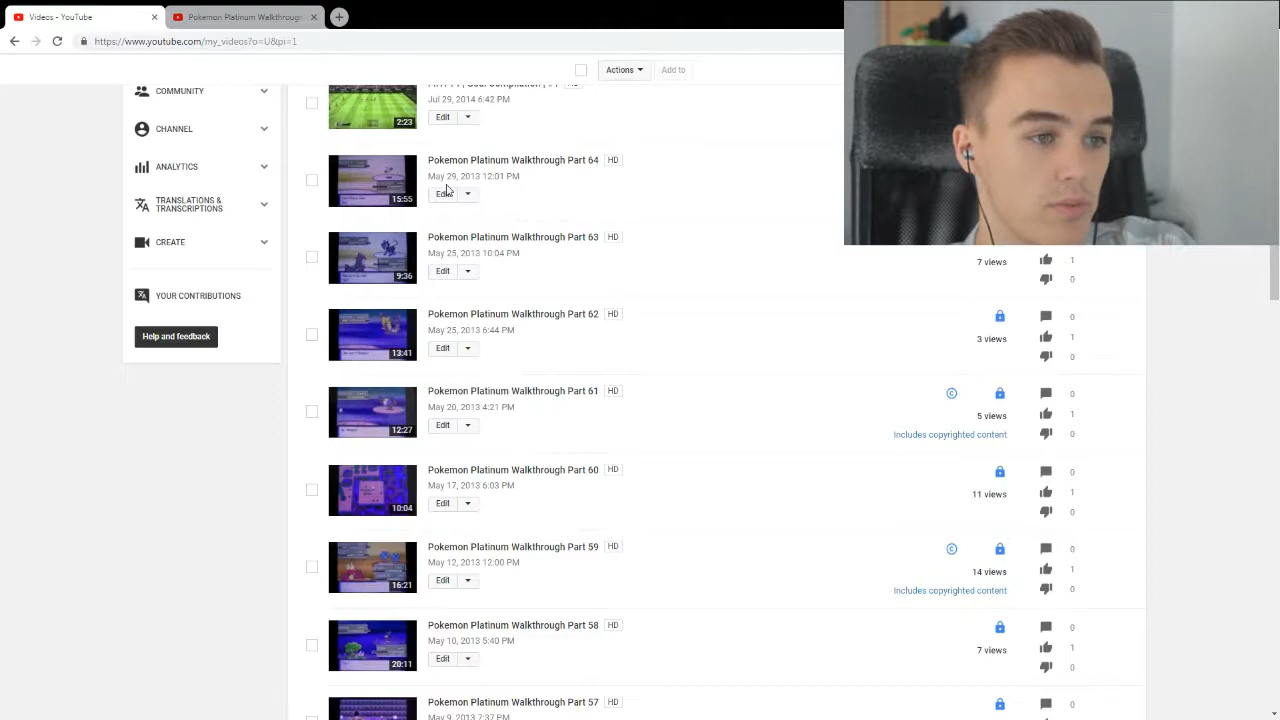 Videos - YouTube
Pokemon Platinum Walkthroug
https://www.youtube.com/my_videos?o=U&pi=1
Actions
Add to
COMMUNITY
CHANNEL
ANALYTICS
TRANSLATIONS &
TRANSCRIPTIONS
CREATE
YOUR CONTRIBUTIONS
Help and feedback
Jul 29, 2014 6:42 PM
2:23
Edit
Pokemon Platinum Walkthrough Part 64 HD
May 29, 2013 12:01 PM
15:55
Edit
Pokemon Platinum Walkthrough Part 63 HD
May 25, 2013 10:04 PM
9:36
Edit
7 views
1
0
Pokemon Platinum Walkthrough Part 62 HD
May 25, 2013 6:44 PM
13:41
Edit
3 views
0
1
0
Pokemon Platinum Walkthrough Part 61 HD
May 20, 2013 4:21 PM
12:27
Edit
5 views
Includes copyrighted content
0
1
0
Pokemon Platinum Walkthrough Part 60 HD
May 17, 2013 6:03 PM
10:04
Edit
11 views
0
1
0
Pokemon Platinum Walkthrough Part 59 HD
May 12, 2013 12:00 PM
16:21
Edit
14 views
Includes copyrighted content
0
1
0
Pokemon Platinum Walkthrough Part 58 HD
May 10, 2013 5:40 PM
20:11
Edit
7 views
0
1
0
Pokemon Platinum Walkthrough Part 57 HD
May 9, 2013 7:37 PM
0